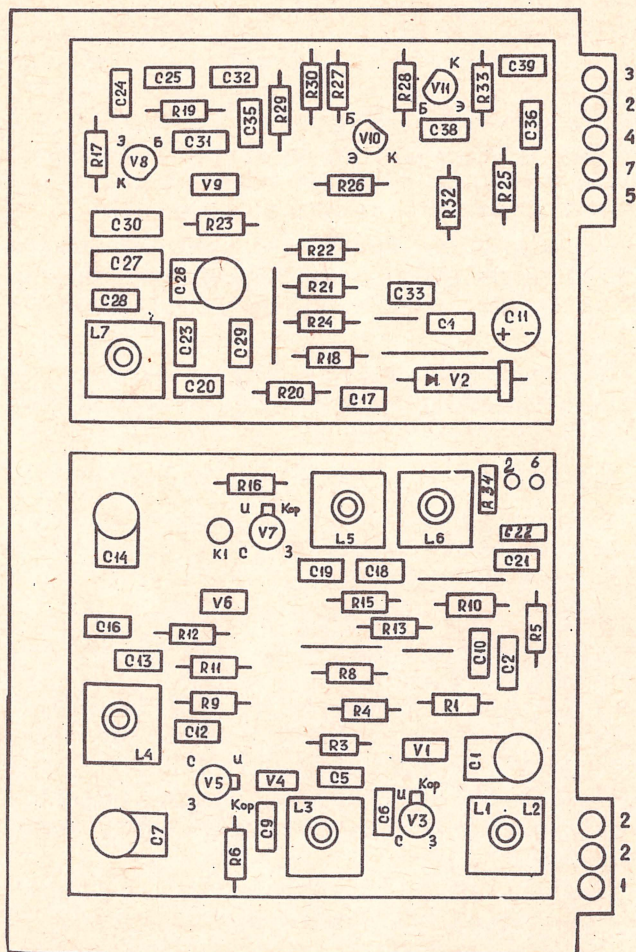 C24
C25
C32
R30
R27
R28
К
V11
Б
Э
R33
C39
3
2
4
7
5
R19
C35
R29
Б
V10
Э
К
C38
C36
R17
Э
Б
V8
К
C31
V9
R26
R32
R25
C30
R23
C27
C26
R22
C28
R21
C33
L7
C23
C29
R24
C4
C11
+ -
R18
C20
R20
C17
V2
R16
И
Кор
V7
С
З
К1
L5
L6
R34
2
6
C22
C14
C19
C18
C21
V6
R15
R10
C16
R12
R13
R5
C13
R11
C10
C2
R8
R9
R4
R1
L4
C12
R3
V1
C1
С
И
V5
З
Кор
V4
C5
C7
R6
C9
L3
C6
И
Кор
V3
С
З
L1
L2
2
2
1